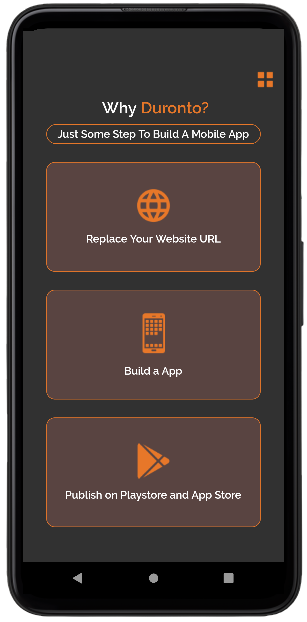 Why Duronto?
Just Some Step To Build A Mobile App
Replace Your Website URL
Build a App
Publish on Playstore and App Store